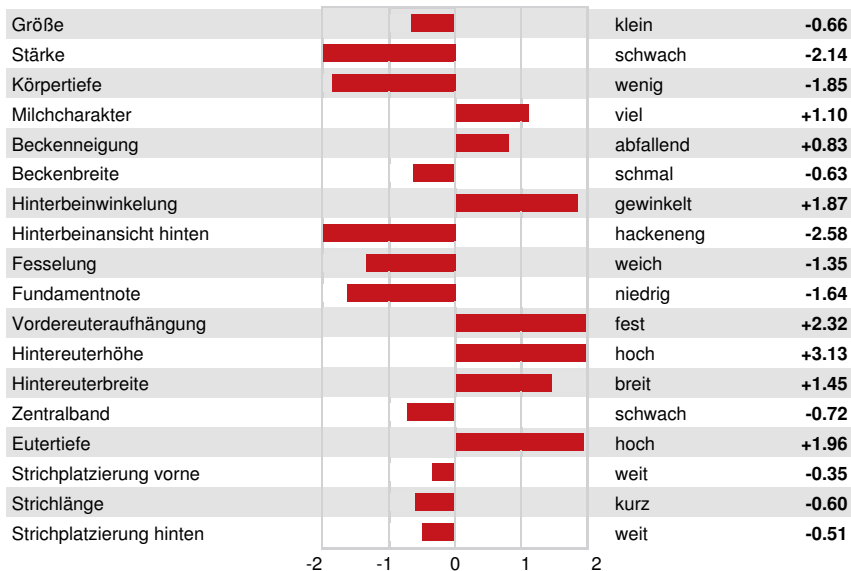 Größe klein -0.66
Stärke schwach -2.14
Körpertiefe wenig -1.85
Milchcharakter viel +1.10
Beckenneigung abfallend +0.83
Beckenbreite schmal -0.63
Hinterbeinwinkelung gewinkelt +1.87
Hinterbeinansicht hinten hackeneng -2.58
Fesselung weich -1.35
Fundamentnote niedrig -1.64
Vordereuteraufhängung fest +2.32
Hintereuterhöhe hoch +3.13
Hintereuterbreite breit +1.45
Zentralband schwach -0.72
Eutertiefe hoch +1.96
Strichplatzierung vorne weit -0.35
Strichlänge kurz -0.60
Strichplatzierung hinten weit -0.51
-2 -1 0 1 2